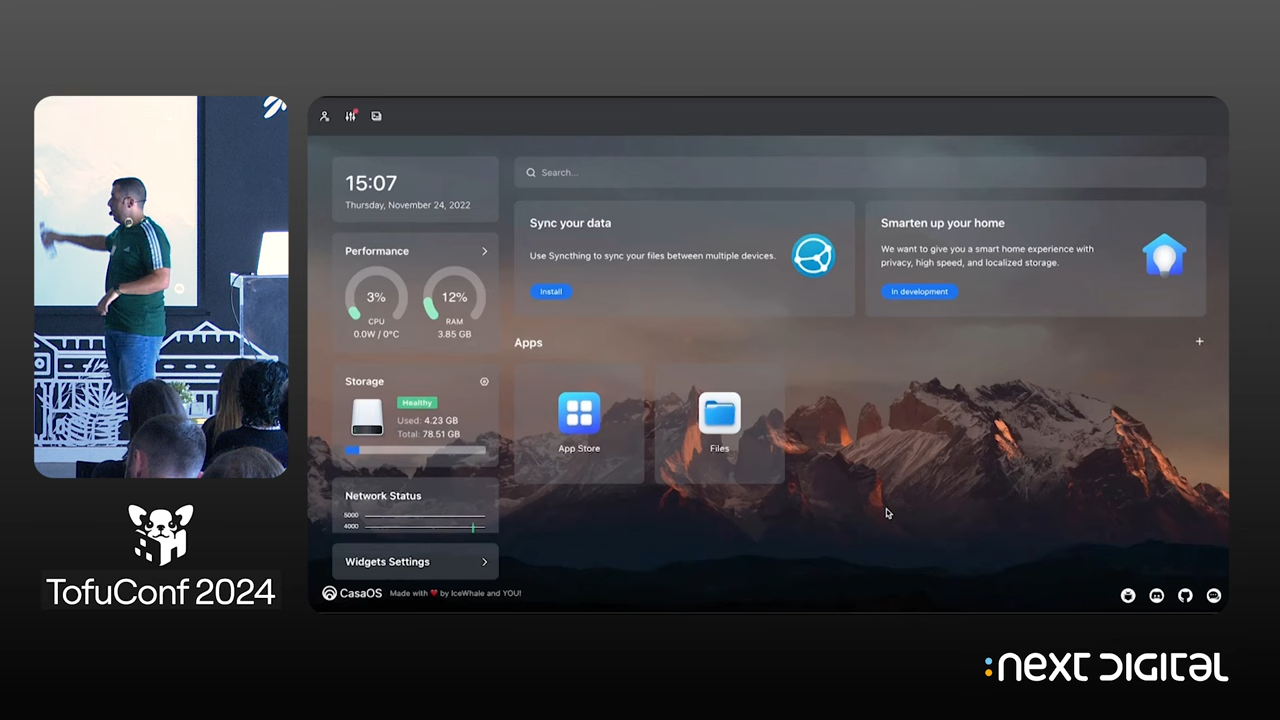 15:07
Thursday, November 24, 2022
Performance
3%
CPU
0.0W / 0°C
12%
RAM
3.85 GB
Storage
Healthy
Used: 4.23 GB
Total: 78.51 GB
Network Status
5000
4000
Widgets Settings
CasaOS
Made with ❤ by IceWhale and YOU!
Search...
Sync your data
Use Syncthing to sync your files between multiple devices.
Install
Smarten up your home
We want to give you a smart home experience with
privacy, high speed, and localized storage.
In development
Apps
+
App Store
Files
TofuConf 2024
:next digital